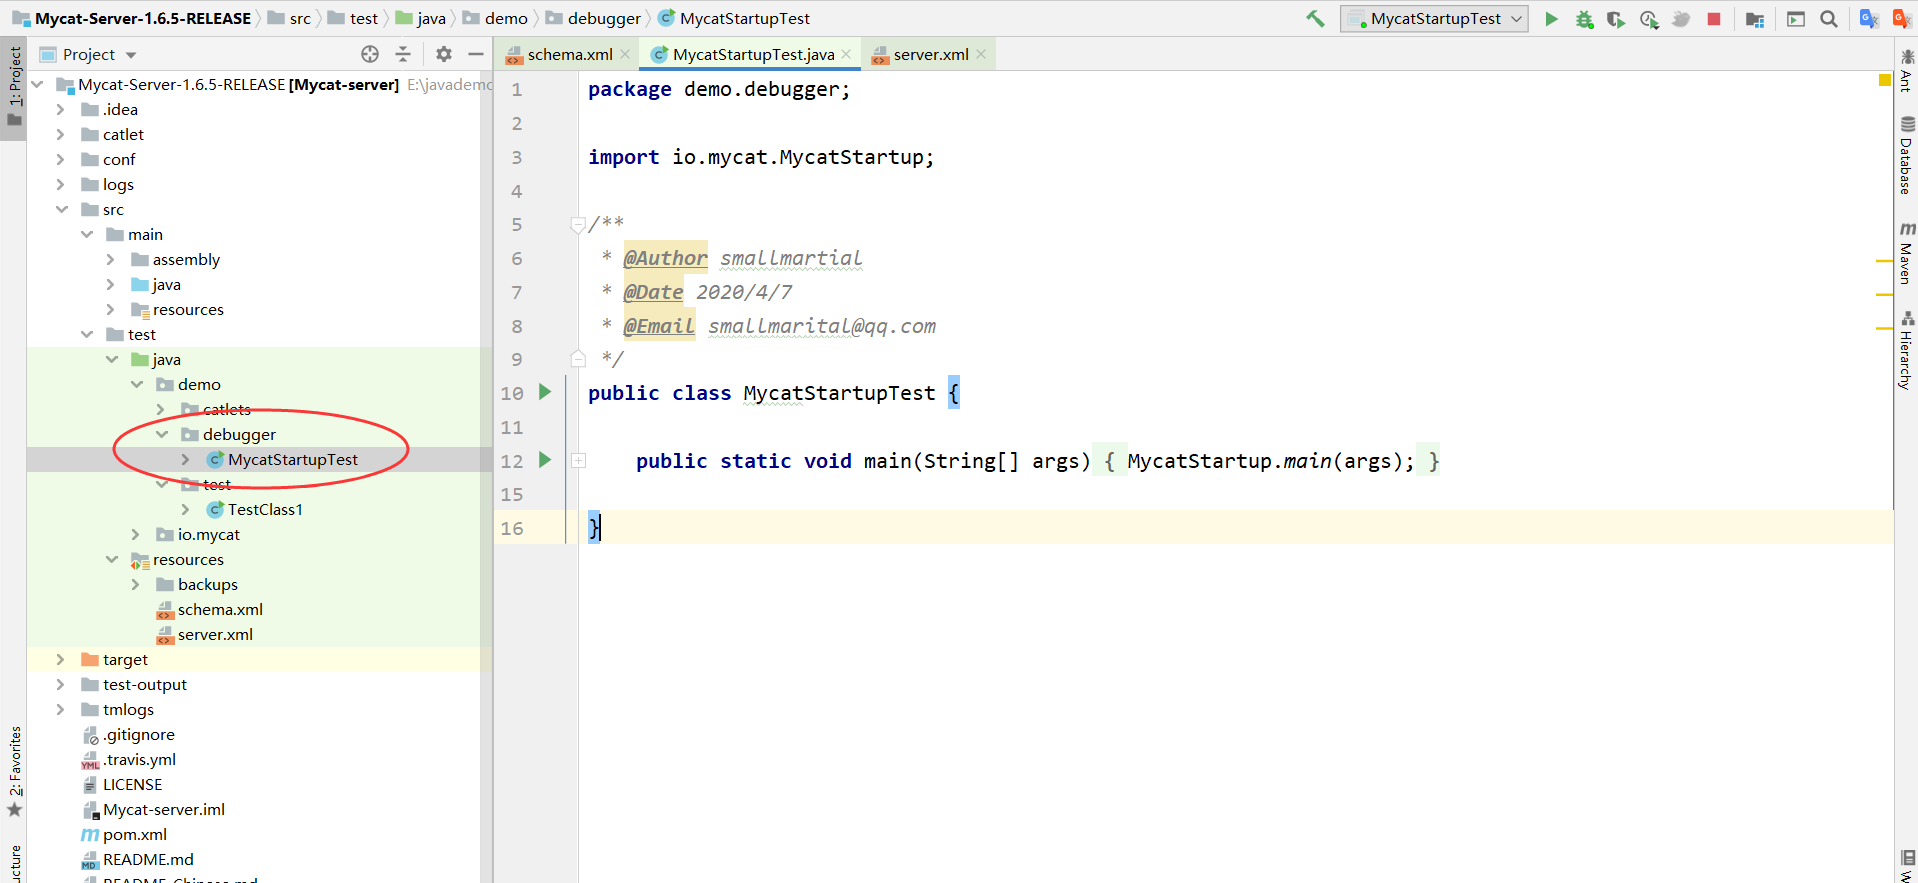 Mycat-Server-1.6.5-RELEASE src test java demo debugger MycatStartupTest
MycatStartupTest
1: Project
2: Favorites
Project
Mycat-Server-1.6.5-RELEASE [Mycat-server] E:\javademo
.idea
catlet
conf
logs
src
main
assembly
java
resources
test
java
demo
catlets
debugger
MycatStartupTest
test
TestClass1
io.mycat
resources
backups
schema.xml
server.xml
target
test-output
tmlogs
.gitignore
.travis.yml
LICENSE
Mycat-server.iml
pom.xml
README.md
README-Chinese.md
schema.xml
MycatStartupTest.java
server.xml
1 package demo.debugger;
2
3 import io.mycat.MycatStartup;
4
5 /**
6 * @Author smallmartial
7 * @Date 2020/4/7
8 * @Email smallmarital@qq.com
9 */
10 public class MycatStartupTest {
11
12 public static void main(String[] args) { MycatStartup.main(args); }
15
16 }
Ant
Database
Maven
Hierarchy